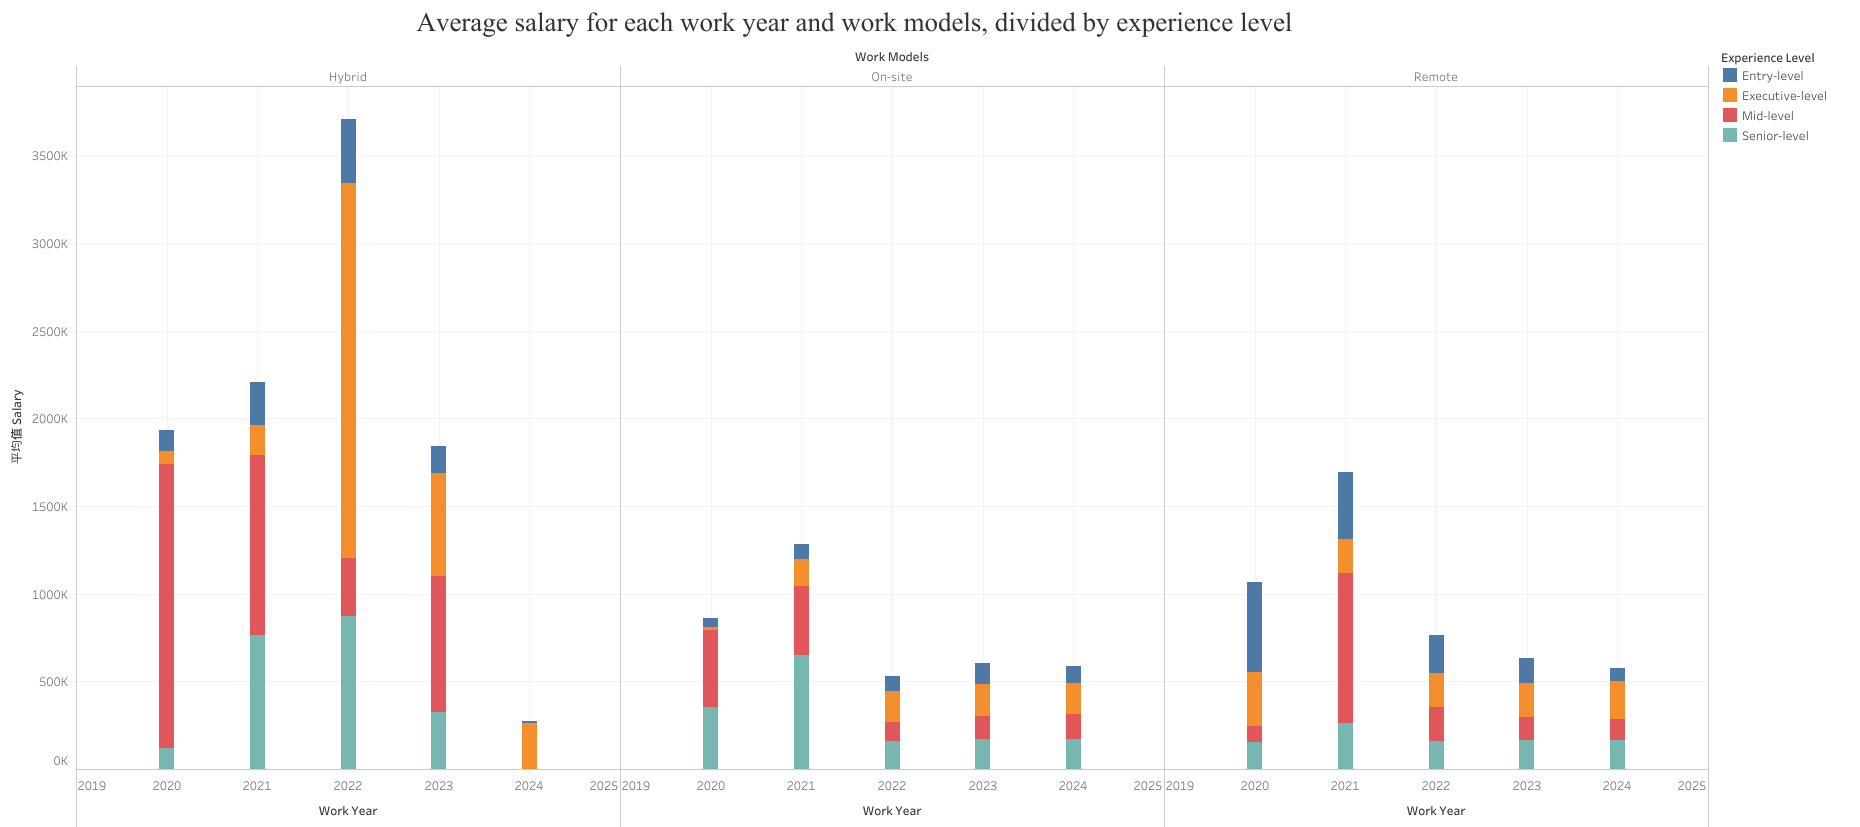 Average salary for each work year and work models, divided by experience level
Work Models
Hybrid On-site Remote
Experience Level
Entry-level
Executive-level
Mid-level
Senior-level
平均值 Salary
3500K
3000K
2500K
2000K
1500K
1000K
500K
0K
2019 2020 2021 2022 2023 2024 2025 2019 2020 2021 2022 2023 2024 2025 2019 2020 2021 2022 2023 2024 2025
Work Year Work Year Work Year